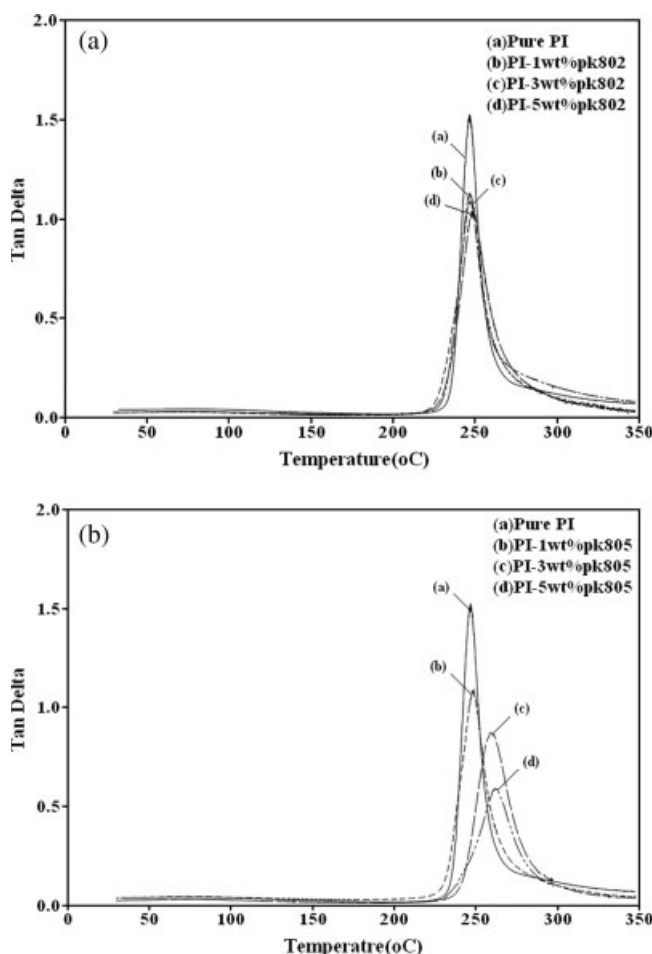 (a)
2.0
(a)Pure PI
(b)PI-1wt%pk802
(c)PI-3wt%pk802
(d)PI-5wt%pk802
1.5
(a)
(b)
(c)
(d)
1.0
Tan Delta
0.5
0.0
0 50 100 150 200 250 300 350
Temperature(oC)
(b)
2.0
(a)Pure PI
(b)PI-1wt%pk805
(c)PI-3wt%pk805
(d)PI-5wt%pk805
1.5
(a)
(b)
(c)
1.0
Tan Delta
(d)
0.5
0.0
0 50 100 150 200 250 300 350
Temperatre(oC)